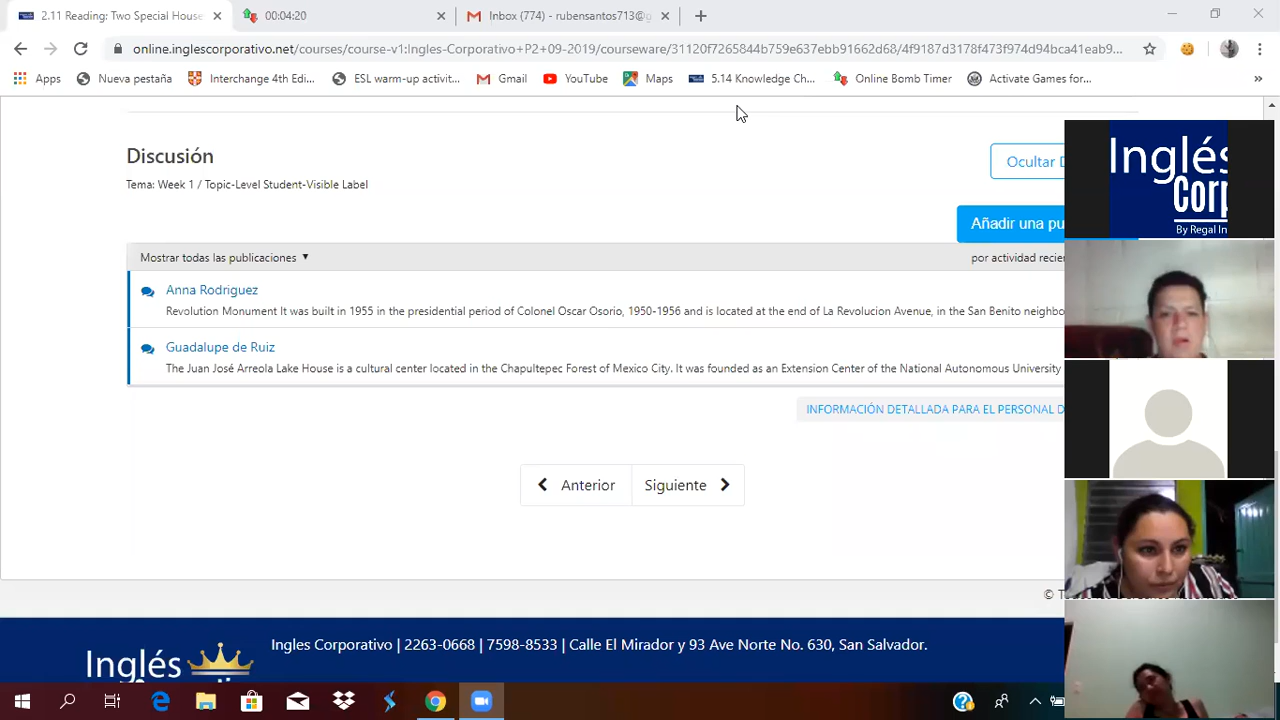 2.11 Reading: Two Special House
00:04:20
Inbox (774) - rubensantos713@g
online.inglescorporativo.net/courses/course-v1:Ingles-Corporativo+P2+09-2019/courseware/31120f7265844b759e637ebb91662d68/4f9187d3178f473f974d94bca41eab9...
Apps
Nueva pestaña
Interchange 4th Edi...
ESL warm-up activit...
Gmail
YouTube
Maps
5.14 Knowledge Ch...
Online Bomb Timer
Activate Games for...
»
Discusión
Ocultar D
Tema: Week 1 / Topic-Level Student-Visible Label
Añadir una pu
Mostrar todas las publicaciones
por actividad recien
Anna Rodriguez
Revolution Monument It was built in 1955 in the presidential period of Colonel Oscar Osorio, 1950-1956 and is located at the end of La Revolucion Avenue, in the San Benito neighbo
Guadalupe de Ruiz
The Juan José Arreola Lake House is a cultural center located in the Chapultepec Forest of Mexico City. It was founded as an Extension Center of the National Autonomous University
INFORMACIÓN DETALLADA PARA EL PERSONAL D
Anterior
Siguiente
©
Ingles Corporativo | 2263-0668 | 7598-8533 | Calle El Mirador y 93 Ave Norte No. 630, San Salvador.
Inglés
Inglés
Corp
By Regal In